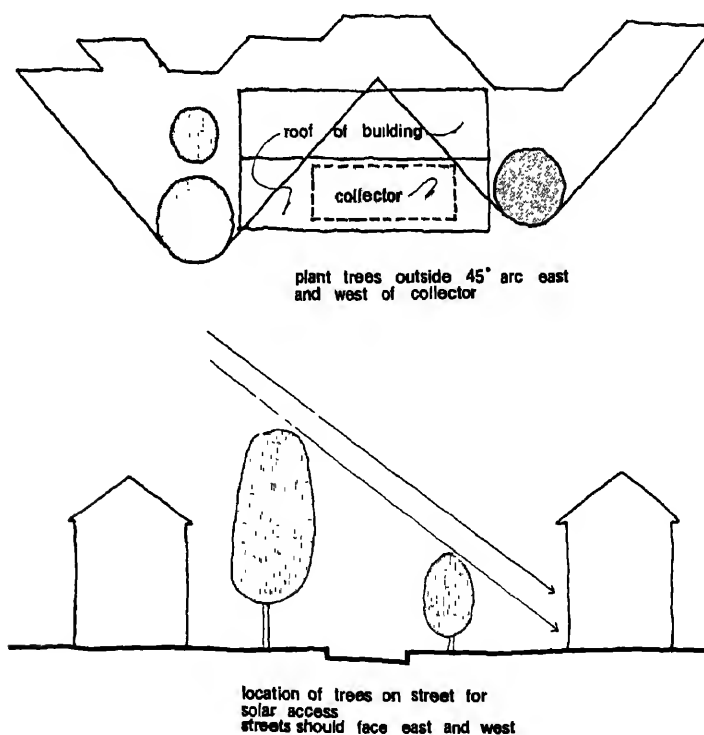 roof of building
collector
plant trees outside 45° arc east
and west of collector
location of trees on street for
solar access
streets should face east and west